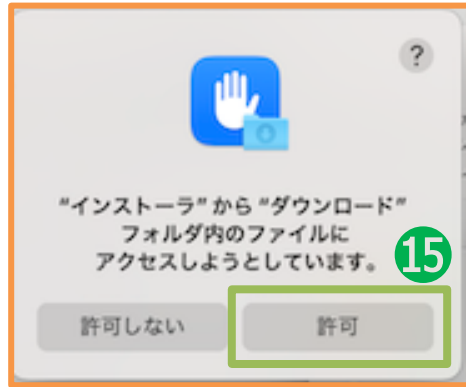 ?
“インストーラ”から“ダウンロード”
フォルダ内のファイルに
アクセスしようとしています。
15
許可しない
許可